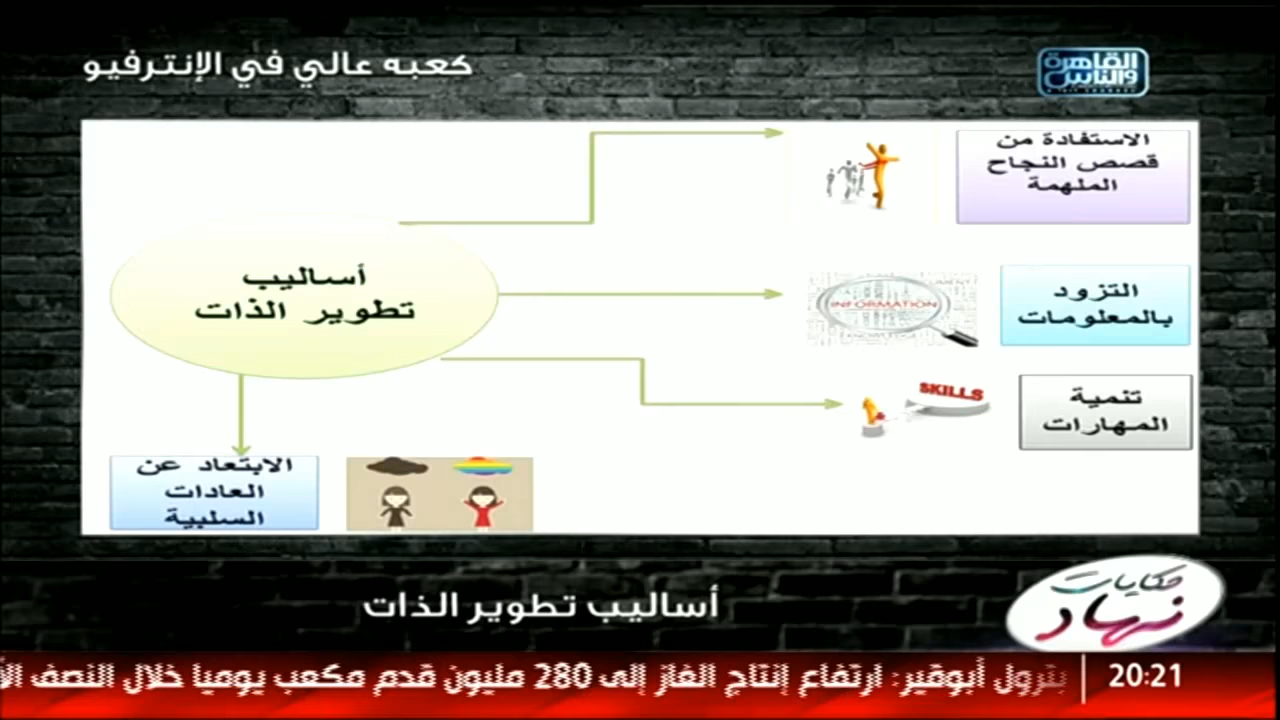 كعبه عالي في الإنترفيو
القاهرة
والناس
الاستفادة من
قصص النجاح
الملهمة
أساليب
تطوير الذات
التزود
بالمعلومات
INFORMATION
تنمية
المهارات
SKILLS
الابتعاد عن
العادات
السلبية
أساليب تطوير الذات
حكايات
نهاد
20:21
بترول أبوقير: ارتفاع إنتاج الغاز إلى 280 مليون قدم مكعب يوميا خلال النصف